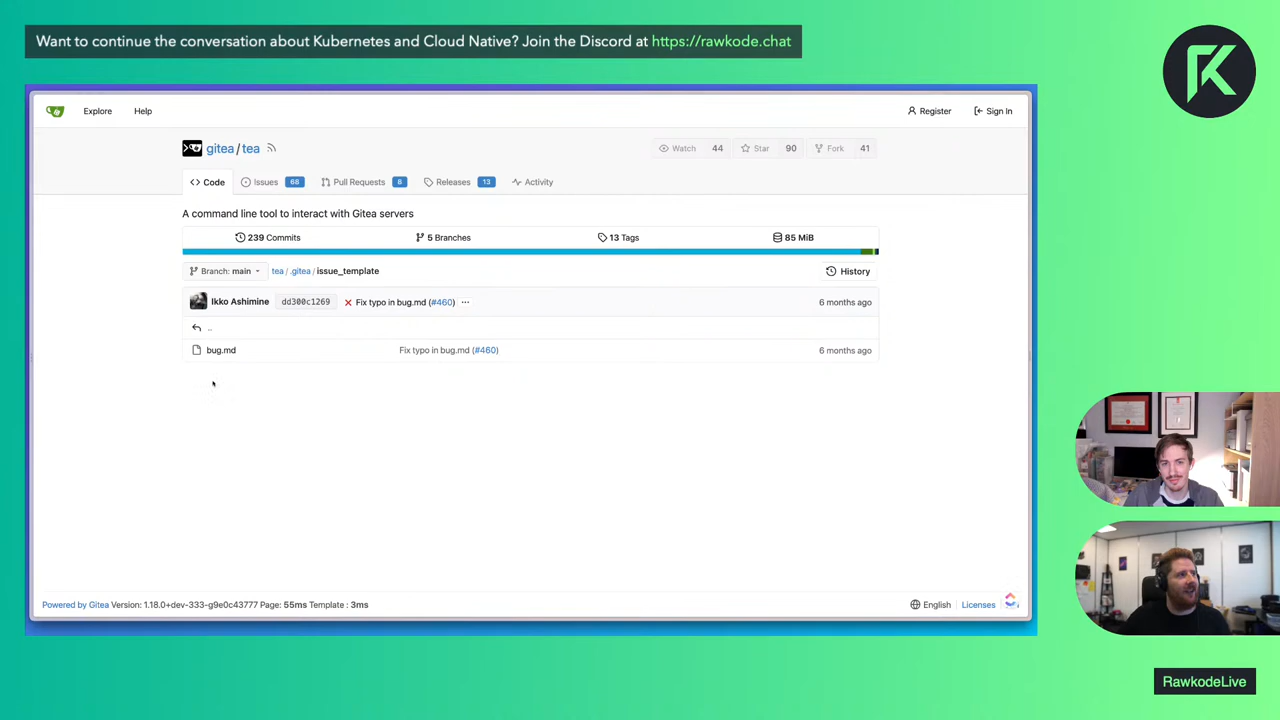 Want to continue the conversation about Kubernetes and Cloud Native? Join the Discord at https://rawkode.chat
Explore Help Register Sign In
gitea / tea Watch 44 Star 90 Fork 41
Code Issues 68 Pull Requests 8 Releases 13 Activity
A command line tool to interact with Gitea servers
239 Commits 5 Branches 13 Tags 85 MiB
Branch: main tea / .gitea / issue_template History
Ikko Ashimine dd300c1269 Fix typo in bug.md (#460) ... 6 months ago
..
bug.md Fix typo in bug.md (#460) 6 months ago
Powered by Gitea Version: 1.18.0+dev-333-g9e0c43777 Page: 55ms Template : 3ms English Licenses
RawkodeLive